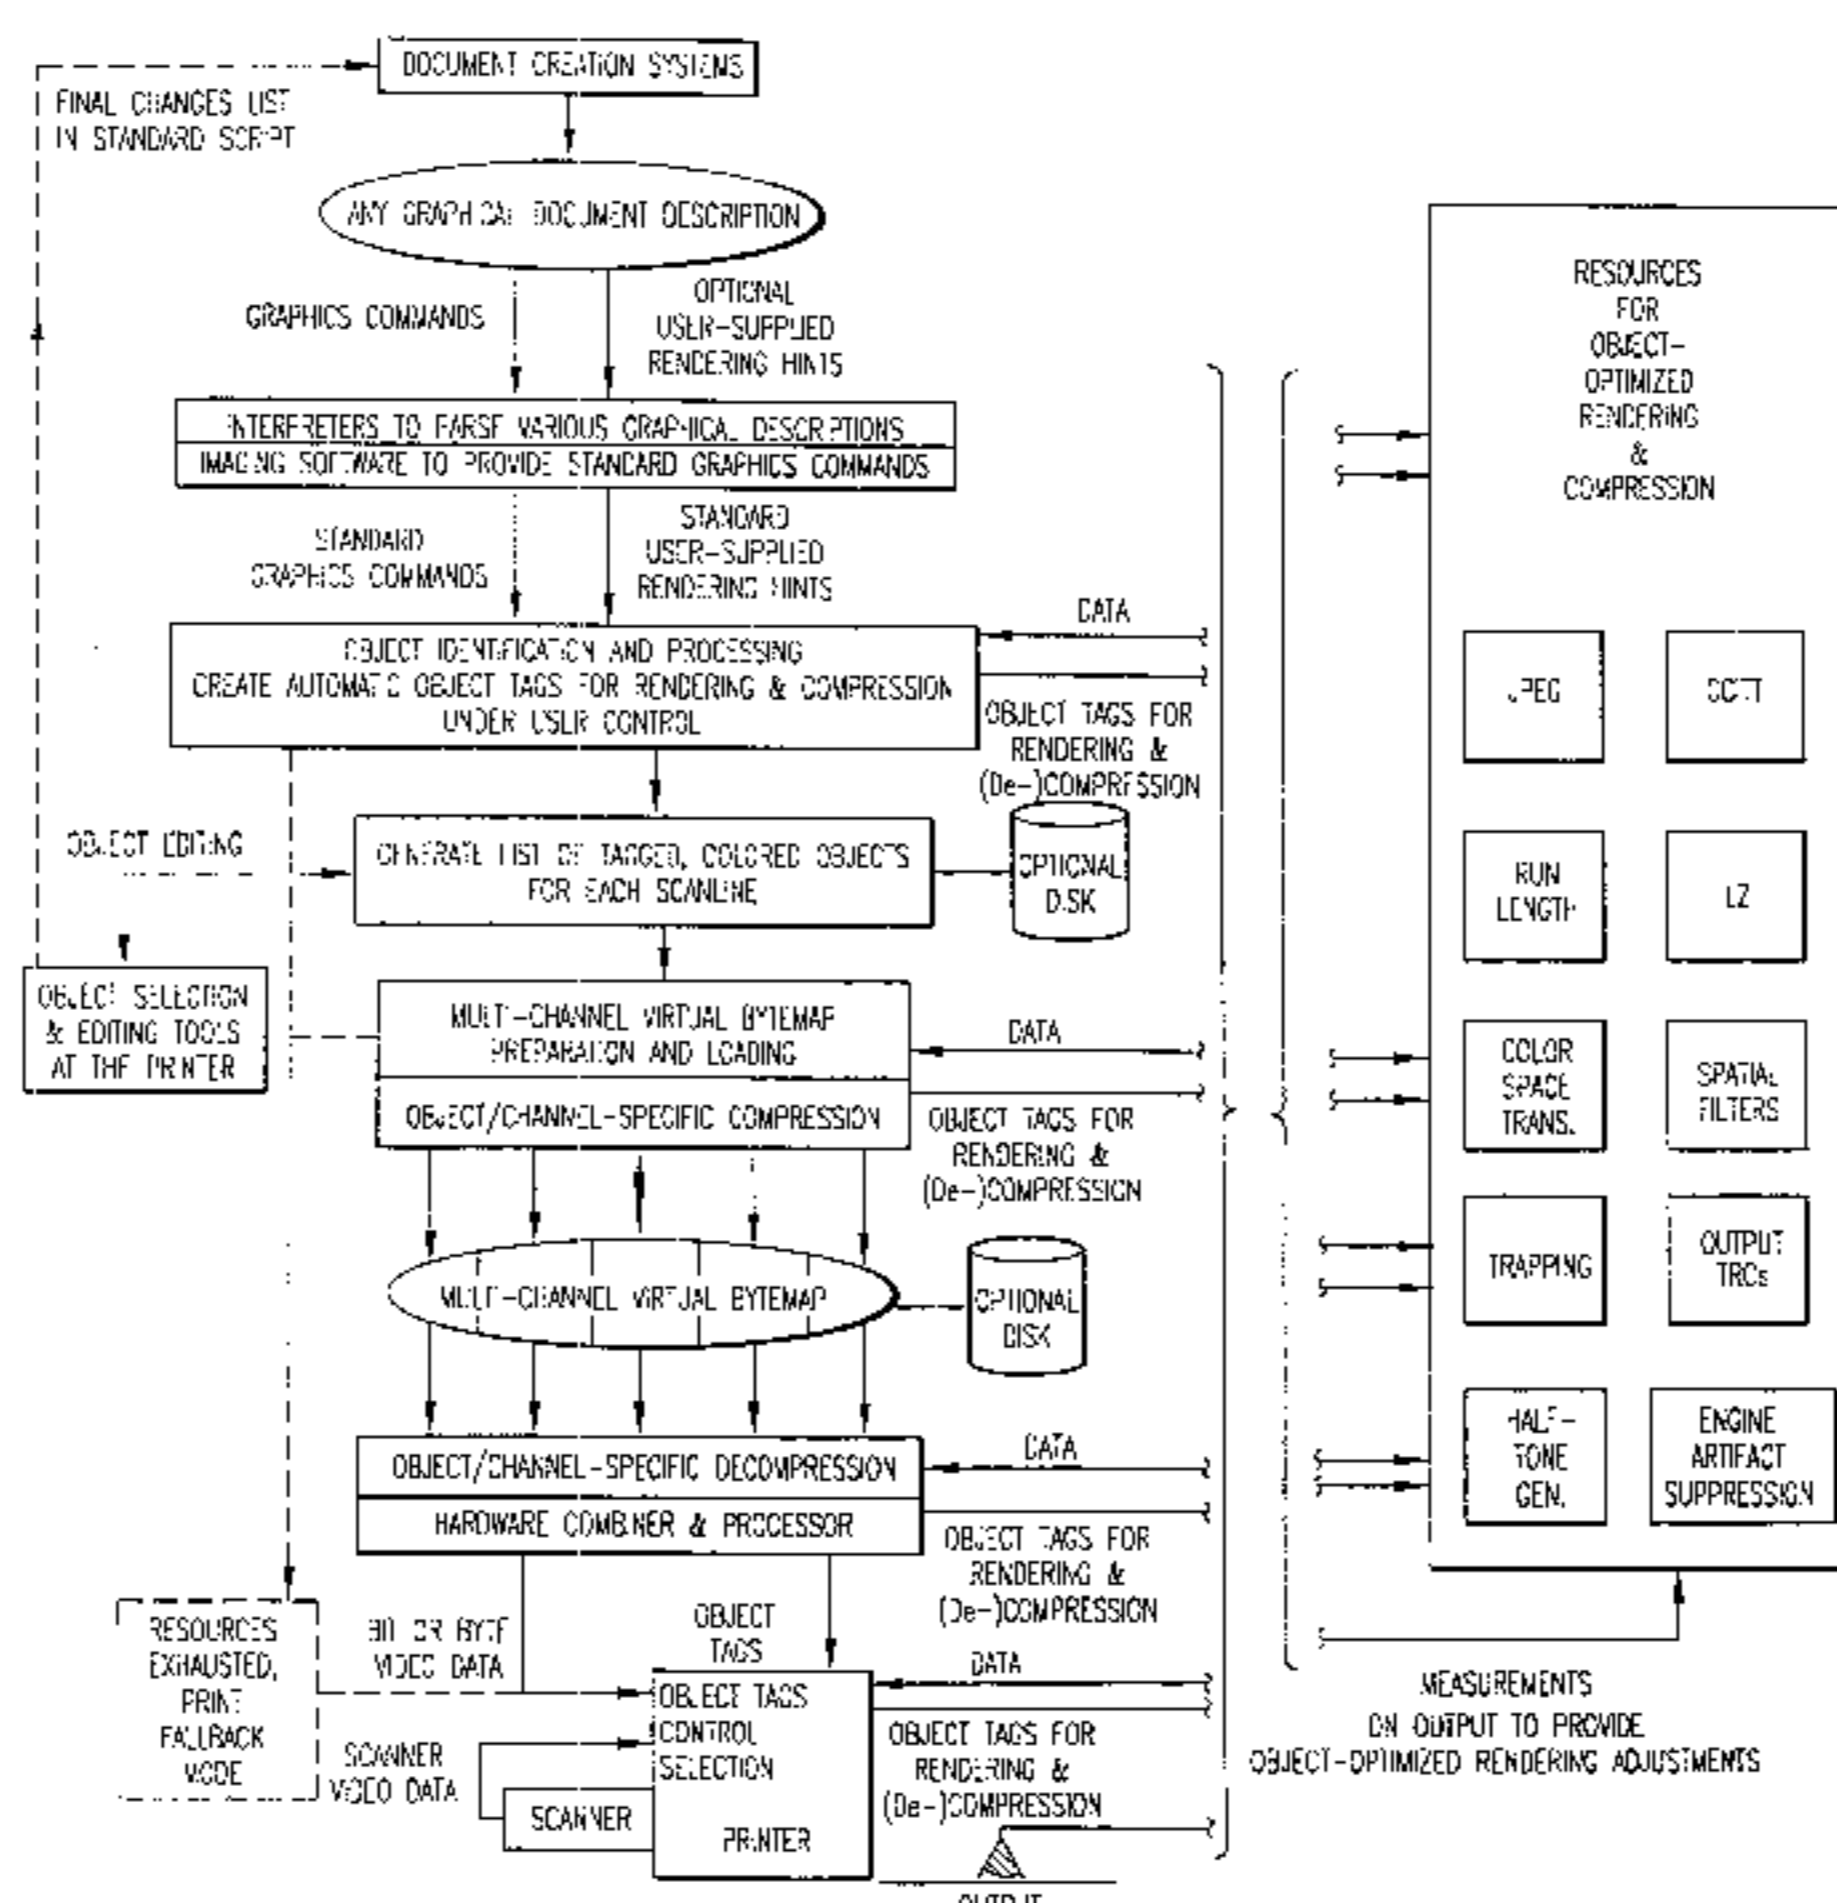 DOCUMENT CREATION SYSTEMS
FINAL CHANGES LIST
IN STANDARD SCRIPT
ANY GRAPHICAL DOCUMENT DESCRIPTION
GRAPHICS COMMANDS
OPTIONAL
USER-SUPPLIED
RENDERING HINTS
INTERPRETERS TO PARSE VARIOUS GRAPHICAL DESCRIPTIONS
IMAGING SOFTWARE TO PROVIDE STANDARD GRAPHICS COMMANDS
STANDARD
GRAPHICS COMMANDS
STANDARD
USER-SUPPLIED
RENDERING HINTS
OBJECT IDENTIFICATION AND PROCESSING
CREATE AUTOMATIC OBJECT TAGS FOR RENDERING & COMPRESSION
UNDER USER CONTROL
DATA
OBJECT TAGS FOR
RENDERING &
(De-)COMPRESSION
OBJECT EDITING
GENERATE LIST OF TAGGED, COLORED OBJECTS
FOR EACH SCANLINE
OPTIONAL
DISK
OBJECT SELECTION
& EDITING TOOLS
AT THE PRINTER
MULTI-CHANNEL VIRTUAL BYTEMAP
PREPARATION AND LOADING
OBJECT/CHANNEL-SPECIFIC COMPRESSION
DATA
OBJECT TAGS FOR
RENDERING &
(De-)COMPRESSION
MULTI-CHANNEL VIRTUAL BYTEMAP
OPTIONAL
DISK
OBJECT/CHANNEL-SPECIFIC DECOMPRESSION
HARDWARE COMBINER & PROCESSOR
DATA
OBJECT TAGS FOR
RENDERING &
(De-)COMPRESSION
RESOURCES
EXHAUSTED,
PRINT
FALLBACK
MODE
BIT OR BYTE
VIDEO DATA
OBJECT
TAGS
SCANNER
VIDEO DATA
OBJECT TAGS
CONTROL
SELECTION
PRINTER
SCANNER
DATA
OBJECT TAGS FOR
RENDERING &
(De-)COMPRESSION
OUTPUT
RESOURCES
FOR
OBJECT-
OPTIMIZED
RENDERING
&
COMPRESSION
JPEG
CCITT
RUN
LENGTH
LZ
COLOR
SPACE
TRANS.
SPATIAL
FILTERS
TRAPPING
OUTPUT
TRCs
HALF-
TONE
GEN.
ENGINE
ARTIFACT
SUPPRESSION
MEASUREMENTS
ON OUTPUT TO PROVIDE
OBJECT-OPTIMIZED RENDERING ADJUSTMENTS